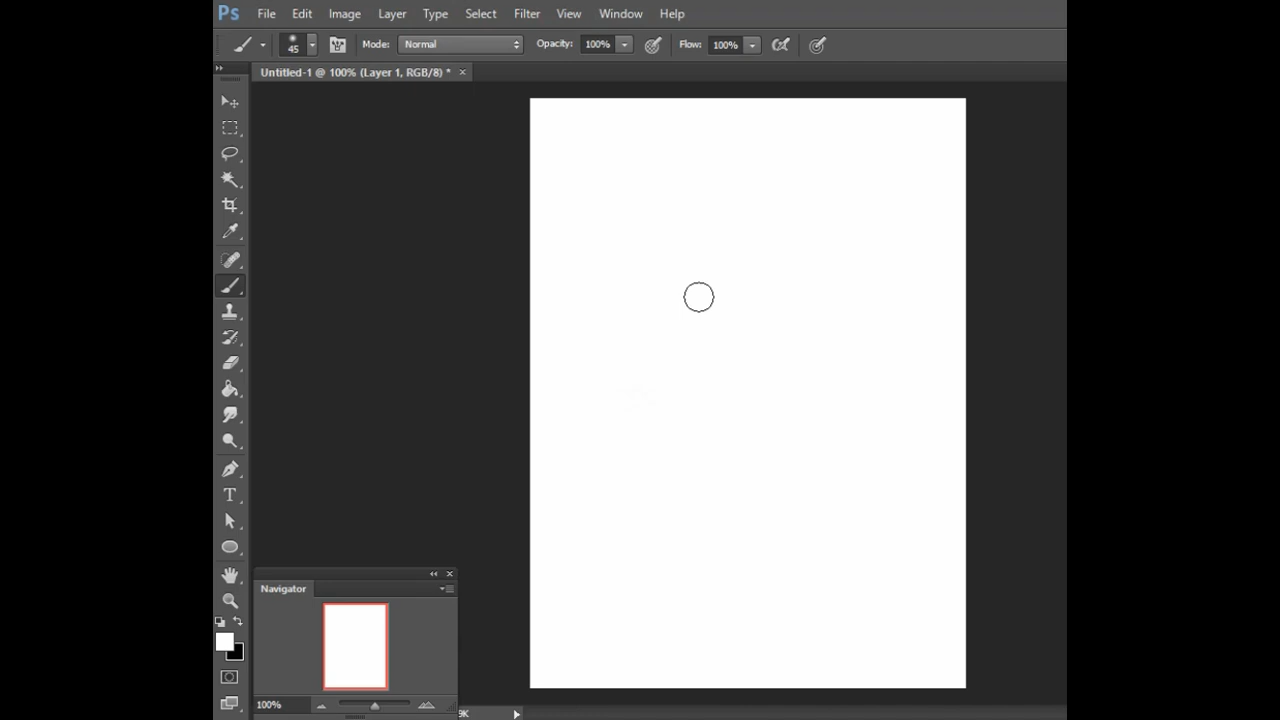 Ps File Edit Image Layer Type Select Filter View Window Help
45 Mode: Normal Opacity: 100% Flow: 100%
Untitled-1 @ 100% (Layer 1, RGB/8) * ×
T
Navigator
100%